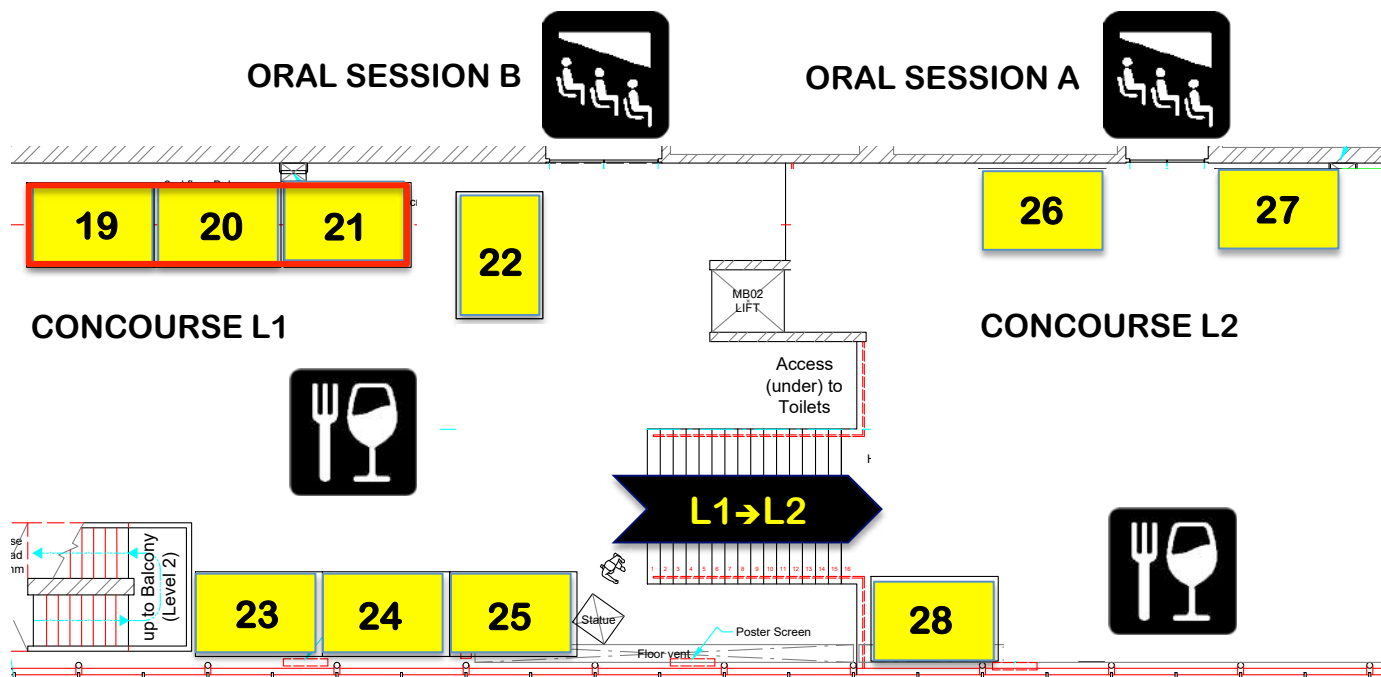 ORAL SESSION B
ORAL SESSION A
19
20
21
22
26
27
MB02
LIFT
CONCOURSE L1
CONCOURSE L2
Access
(under) to
Toilets
L1➔L2
up to Balcony
(Level 2)
1 2 3 4 5 6 7 8 9 10 11 12 13 14 15 16
23
24
25
28
Statue
Poster Screen
Floor vent